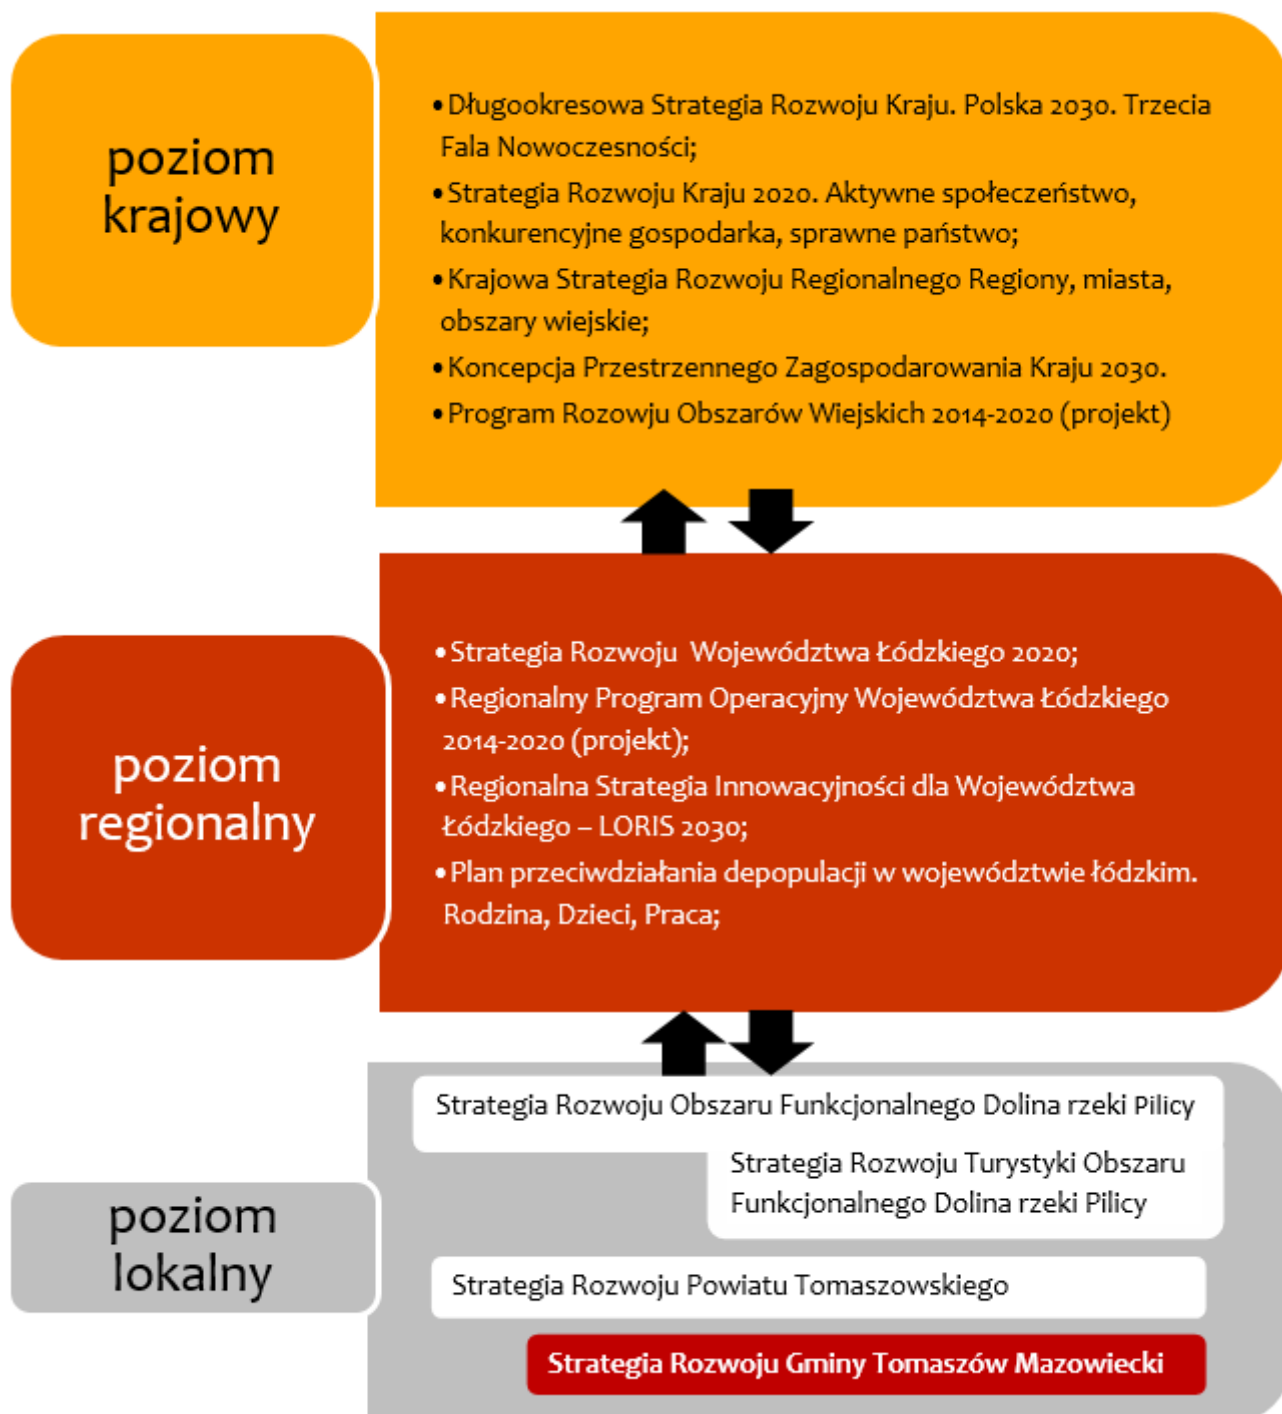 poziom
krajowy
•Długookresowa Strategia Rozwoju Kraju. Polska 2030. Trzecia
Fala Nowoczesności;
•Strategia Rozwoju Kraju 2020. Aktywne społeczeństwo,
konkurencyjne gospodarka, sprawne państwo;
•Krajowa Strategia Rozwoju Regionalnego Regiony, miasta,
obszary wiejskie;
•Koncepcja Przestrzennego Zagospodarowania Kraju 2030.
•Program Rozowju Obszarów Wiejskich 2014-2020 (projekt)
poziom
regionalny
•Strategia Rozwoju Województwa Łódzkiego 2020;
•Regionalny Program Operacyjny Województwa Łódzkiego
2014-2020 (projekt);
•Regionalna Strategia Innowacyjności dla Województwa
Łódzkiego – LORIS 2030;
•Plan przeciwdziałania depopulacji w województwie łódzkim.
Rodzina, Dzieci, Praca;
poziom
lokalny
Strategia Rozwoju Obszaru Funkcjonalnego Dolina rzeki Pilicy
Strategia Rozwoju Turystyki Obszaru
Funkcjonalnego Dolina rzeki Pilicy
Strategia Rozwoju Powiatu Tomaszowskiego
Strategia Rozwoju Gminy Tomaszów Mazowiecki